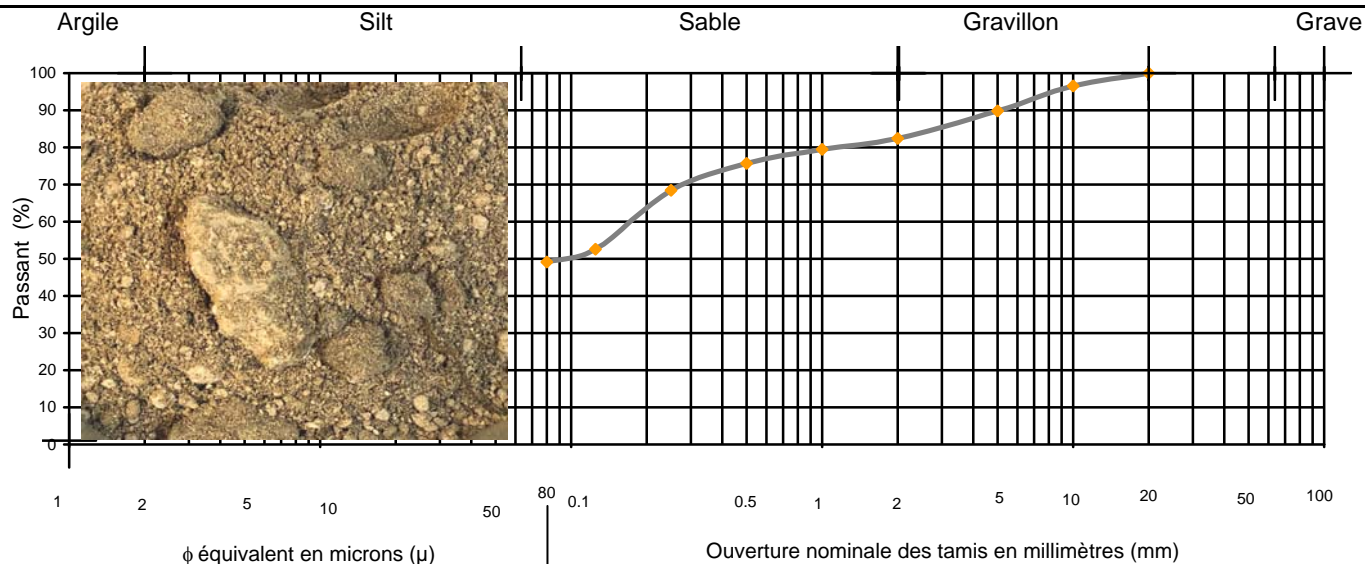 Argile Silt Sable Gravillon Grave
Passant (%)
100
90
80
70
60
50
40
30
20
10
0
1 2 5 10 50 80 0.1 0.5 1 2 5 10 20 50 100
ϕ équivalent en microns (µ) Ouverture nominale des tamis en millimètres (mm)